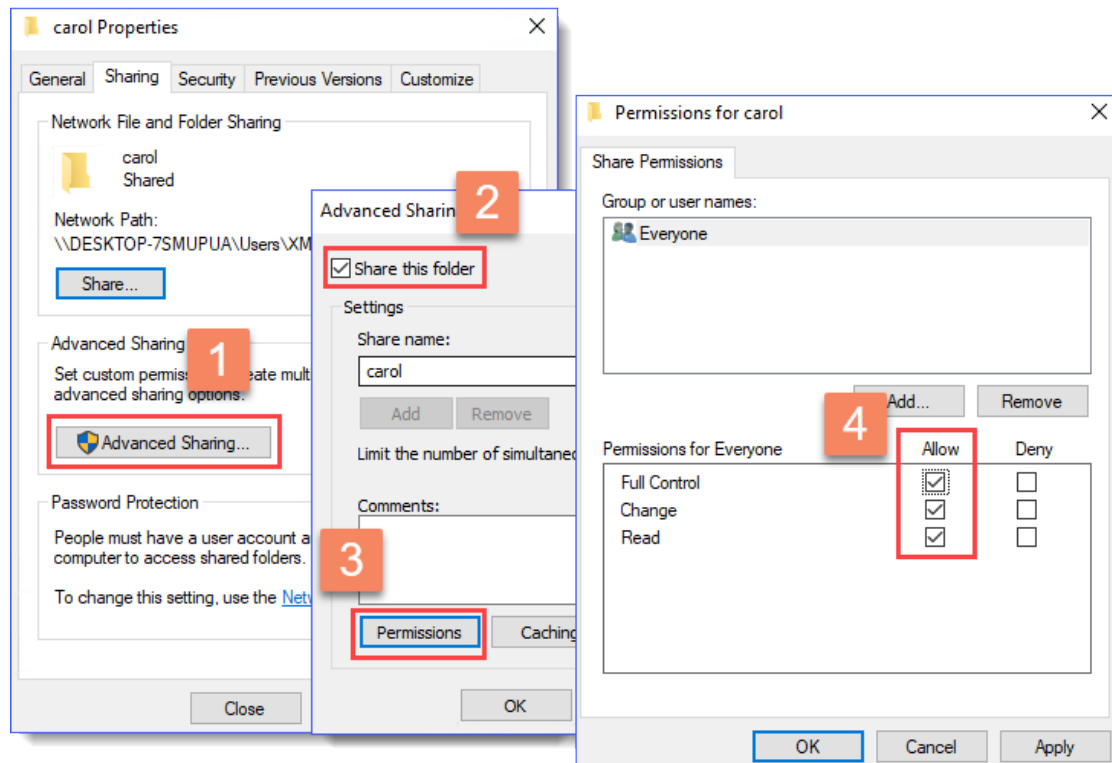 carol Properties
General Sharing Security Previous Versions Customize
Network File and Folder Sharing
carol
Shared
Network Path:
\\DESKTOP-7SMUPUA\Users\XM
Share...
Advanced Sharing
1
Set custom
advanced sharing options.
Advanced Sharing...
Password Protection
People must have a user account
computer to access shared folders.
To change this setting, use the
Close
Advanced
2
Share this folder
Settings
Share name:
carol
Add Remove
Limit the number of
Comments:
3
Permissions Caching
OK
Permissions for carol
Share Permissions
Group or user names:
Everyone
Add... Remove
4
Permissions for Everyone Allow Deny
Full Control
Change
Read
OK Cancel Apply